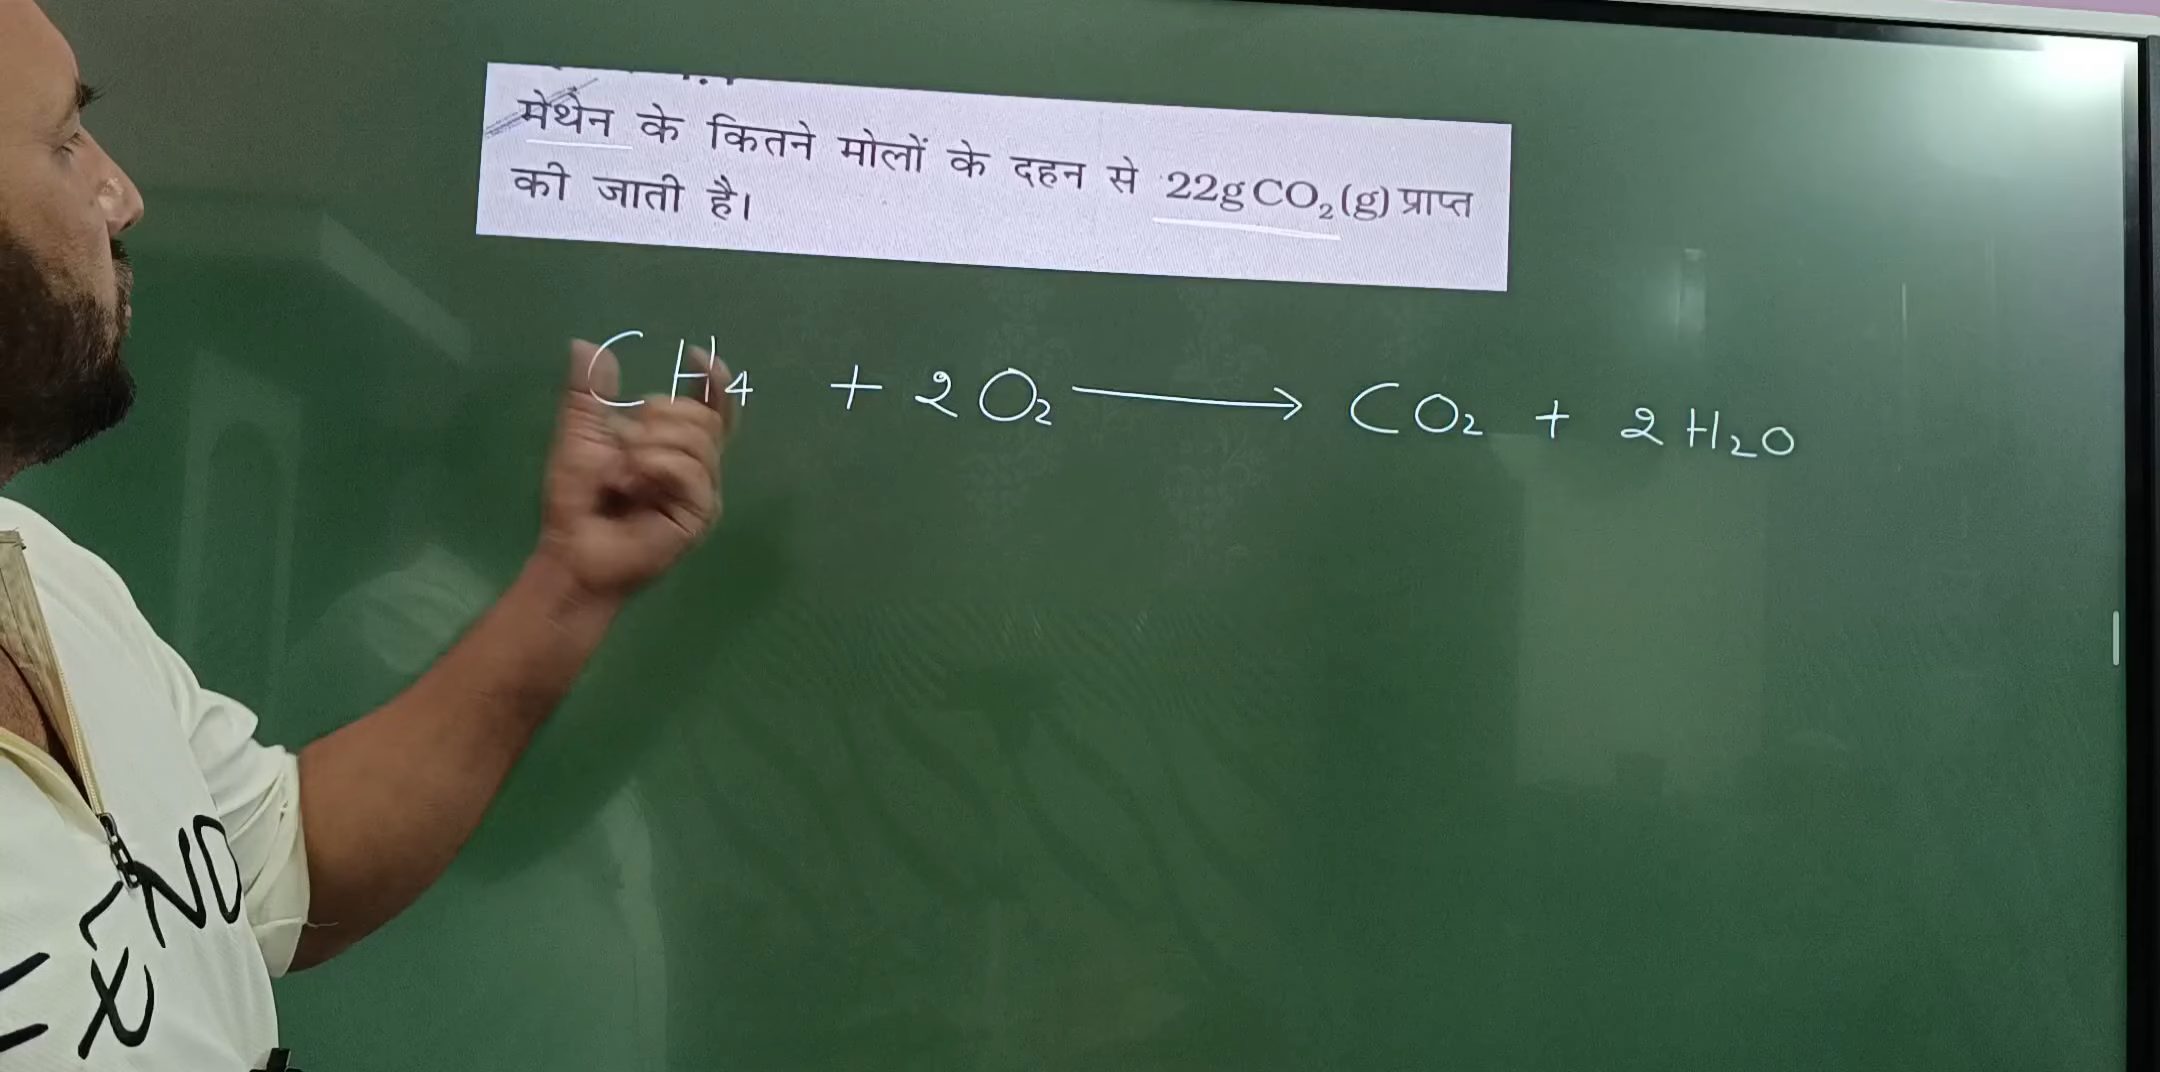 मेथेन के कितने मोलों के दहन से 22g CO₂(g) प्राप्त
की जाती है।
CH₄ + 2O₂ ⟶ CO₂ + 2H₂O